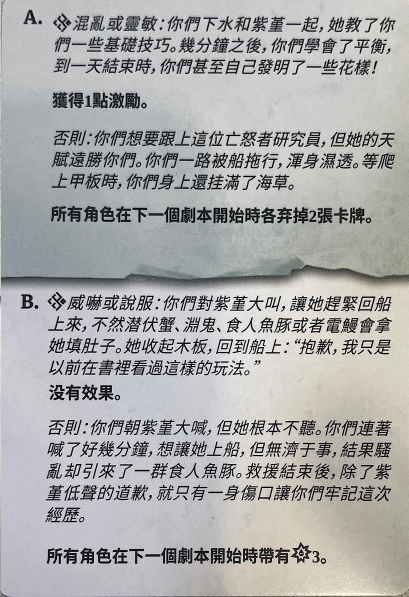 A. 混亂或靈敏：你們下水和紫堇一起，她教了你
們一些基礎技巧。幾分鐘之後，你們學會了平衡，
到一天結束時，你們甚至自己發明了一些花樣！
獲得1點激勵。
否則：你們想要跟上這位亡怒者研究員，但她的天
賦遠勝你們。你們一路被船拖行，渾身濕透。等爬
上甲板時，你們身上還挂滿了海草。
所有角色在下一個劇本開始時各弃掉2張卡牌。
B. 威嚇或說服：你們對紫堇大叫，讓她趕緊回船
上來，不然潜伏蟹、淵鬼、食人魚豚或者電鰻會拿
她填肚子。她收起木板，回到船上：“抱歉，我只是
以前在書裡看過這樣的玩法。”
没有效果。
否則：你們朝紫堇大喊，但她根本不聽。你們連著
喊了好幾分鐘，想讓她上船，但無濟于事，結果騷
亂却引來了一群食人魚豚。救援結束後，除了紫
堇低聲的道歉，就只有一身傷口讓你們牢記這次
經歷。
所有角色在下一個劇本開始時帶有3。